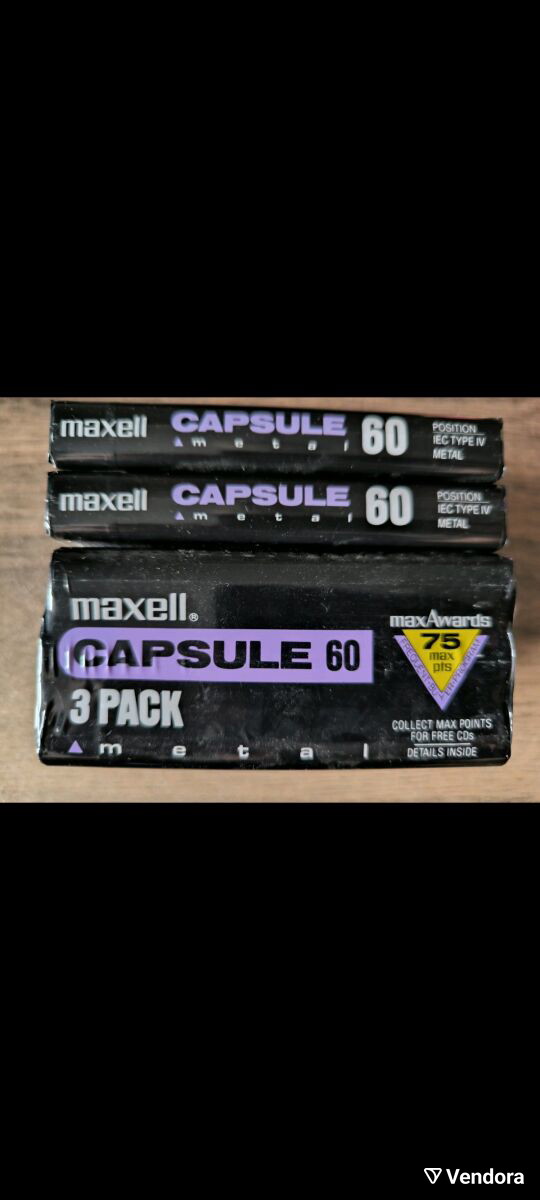 maxell CAPSULE 60 POSITION
metal IEC TYPE IV
METAL
maxell CAPSULE 60 POSITION
metal IEC TYPE IV
METAL
maxell®
CAPSULE 60
3 PACK
metal
maxAwards
75
max
pts
COLLECT MAX POINTS
FOR FREE CDs
DETAILS INSIDE
Vendora